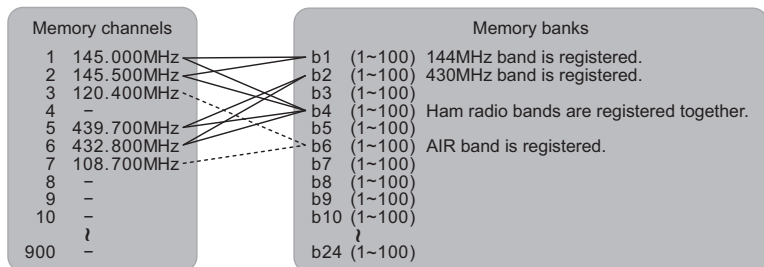 Memory channels
1 145.000MHz
2 145.500MHz
3 120.400MHz
4 –
5 439.700MHz
6 432.800MHz
7 108.700MHz
8 –
9 –
10 –
~
900 –
Memory banks
b1 (1~100) 144MHz band is registered.
b2 (1~100) 430MHz band is registered.
b3 (1~100)
b4 (1~100) Ham radio bands are registered together.
b5 (1~100)
b6 (1~100) AIR band is registered.
b7 (1~100)
b8 (1~100)
b9 (1~100)
b10 (1~100)
~
b24 (1~100)